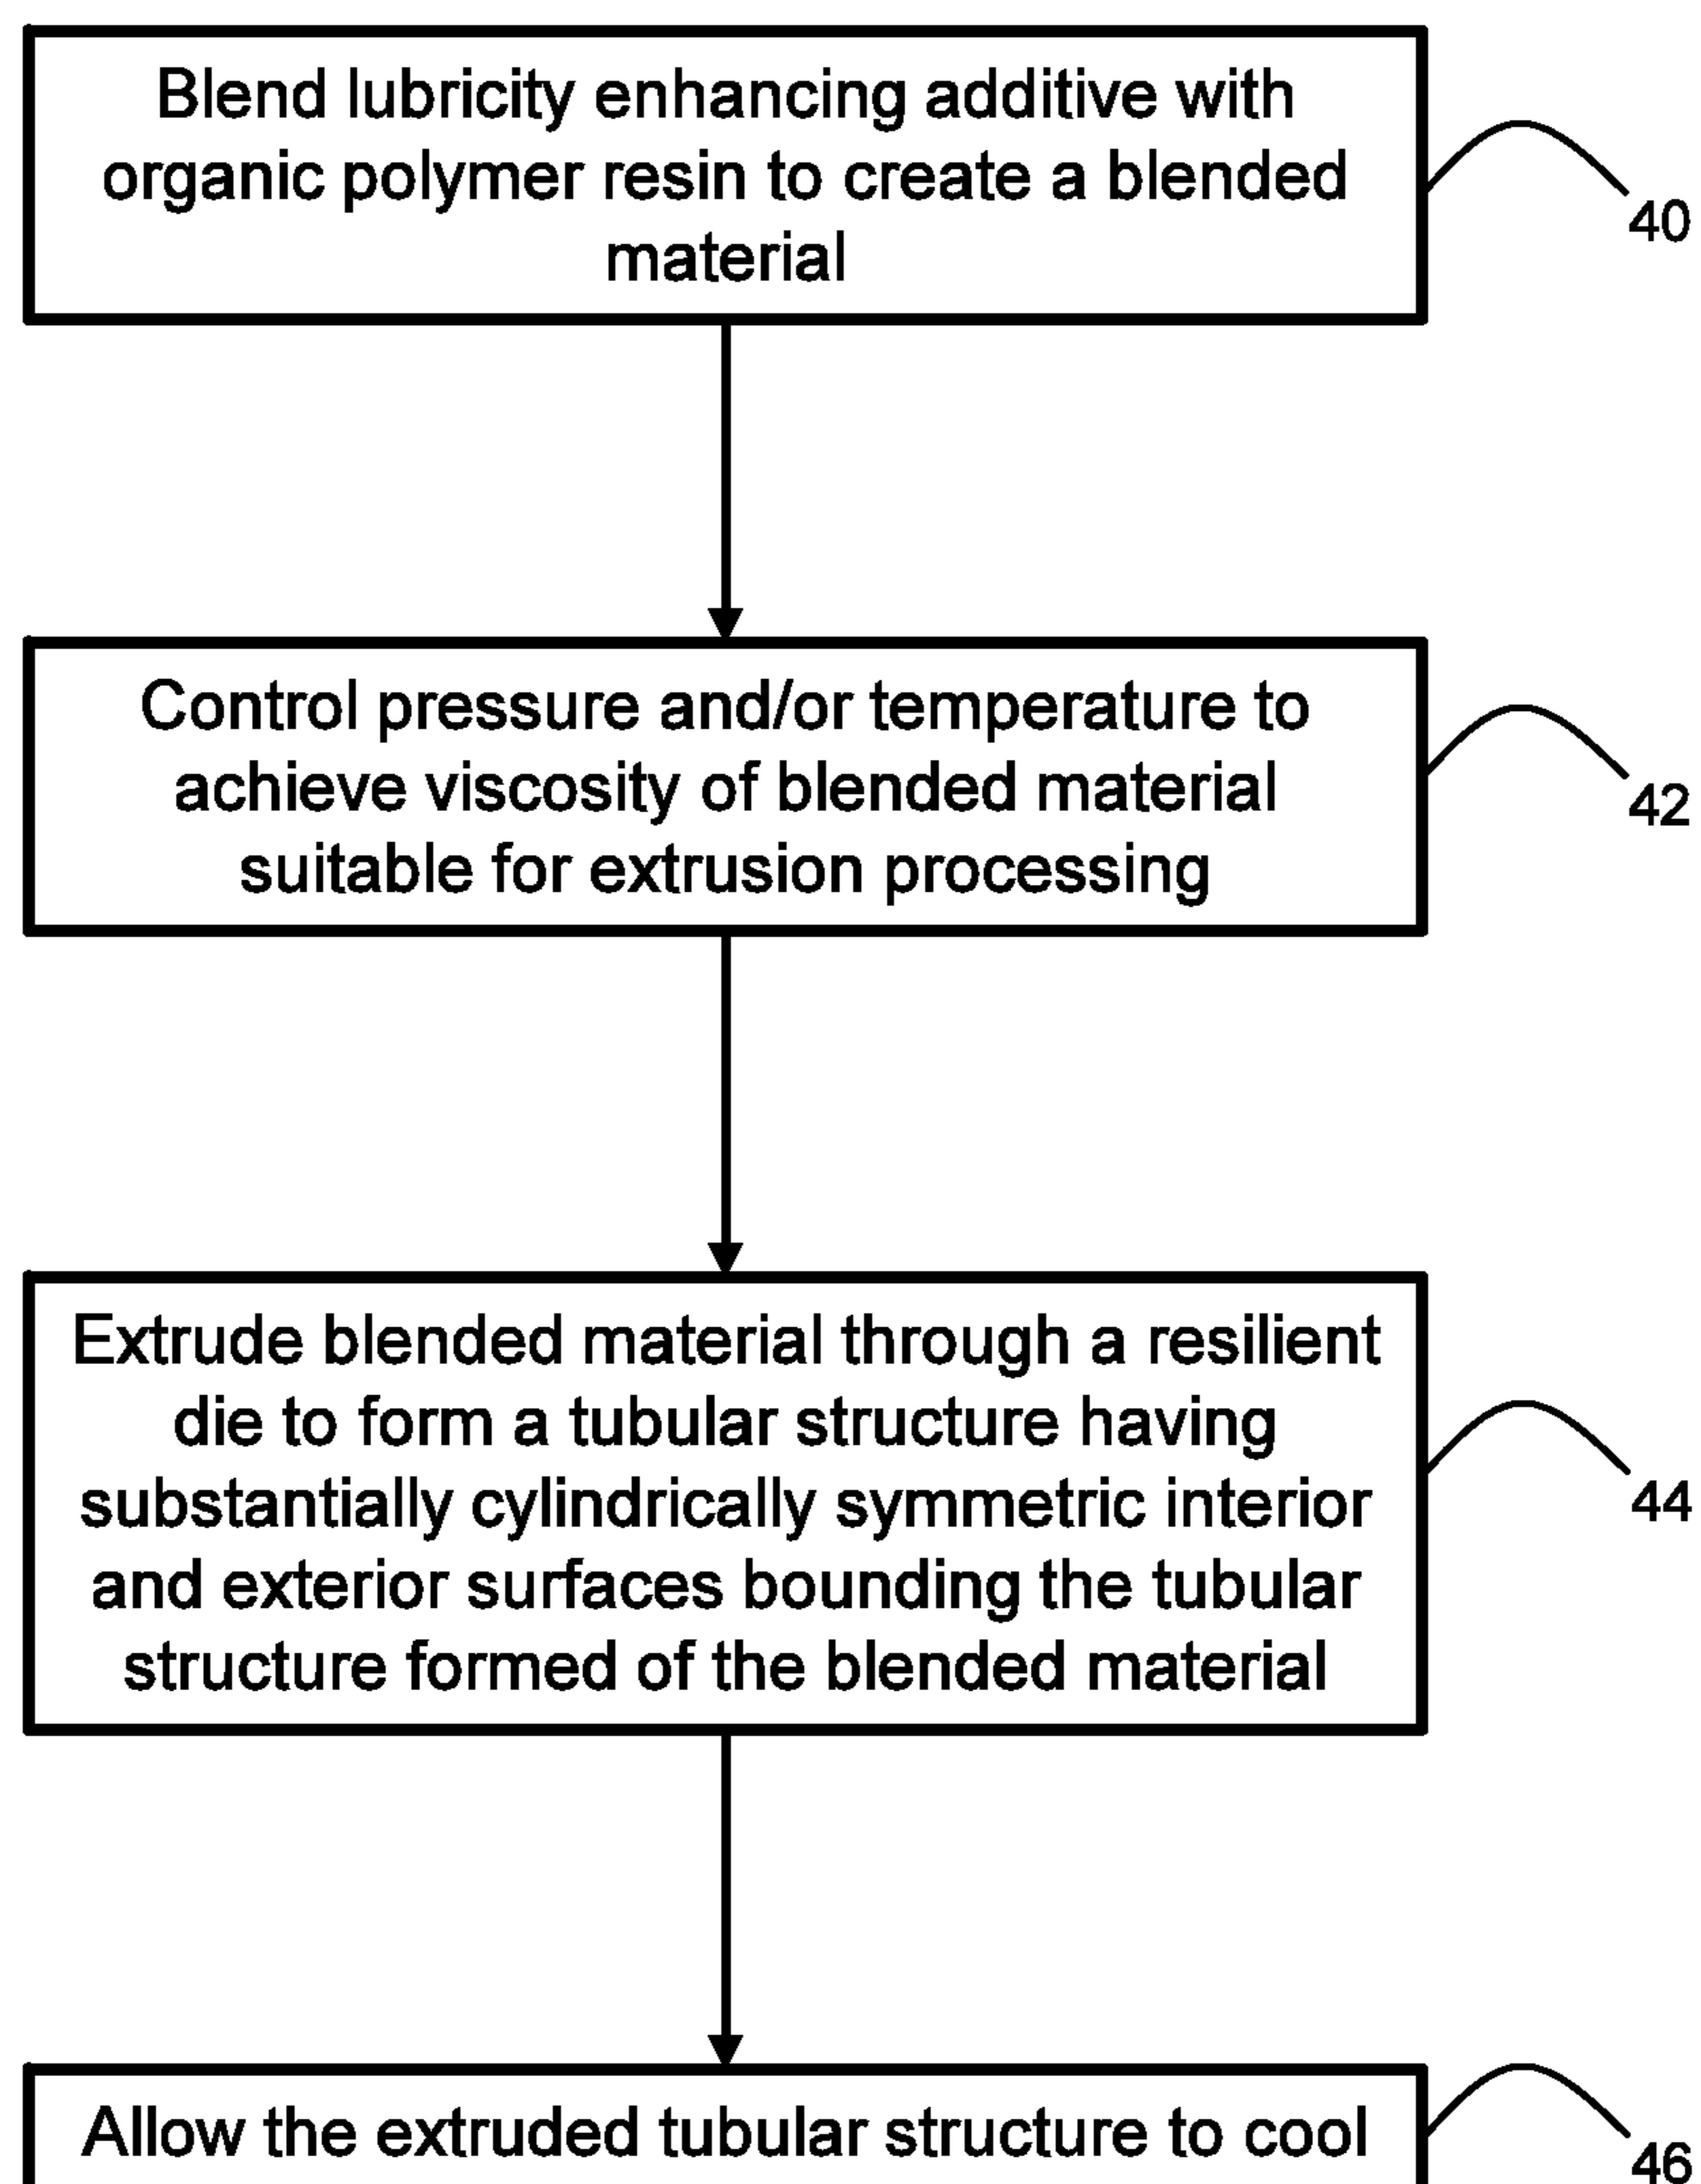 Blend lubricity enhancing additive with
organic polymer resin to create a blended
material
40
Control pressure and/or temperature to
achieve viscosity of blended material
suitable for extrusion processing
42
Extrude blended material through a resilient
die to form a tubular structure having
substantially cylindrically symmetric interior
and exterior surfaces bounding the tubular
structure formed of the blended material
44
Allow the extruded tubular structure to cool
46